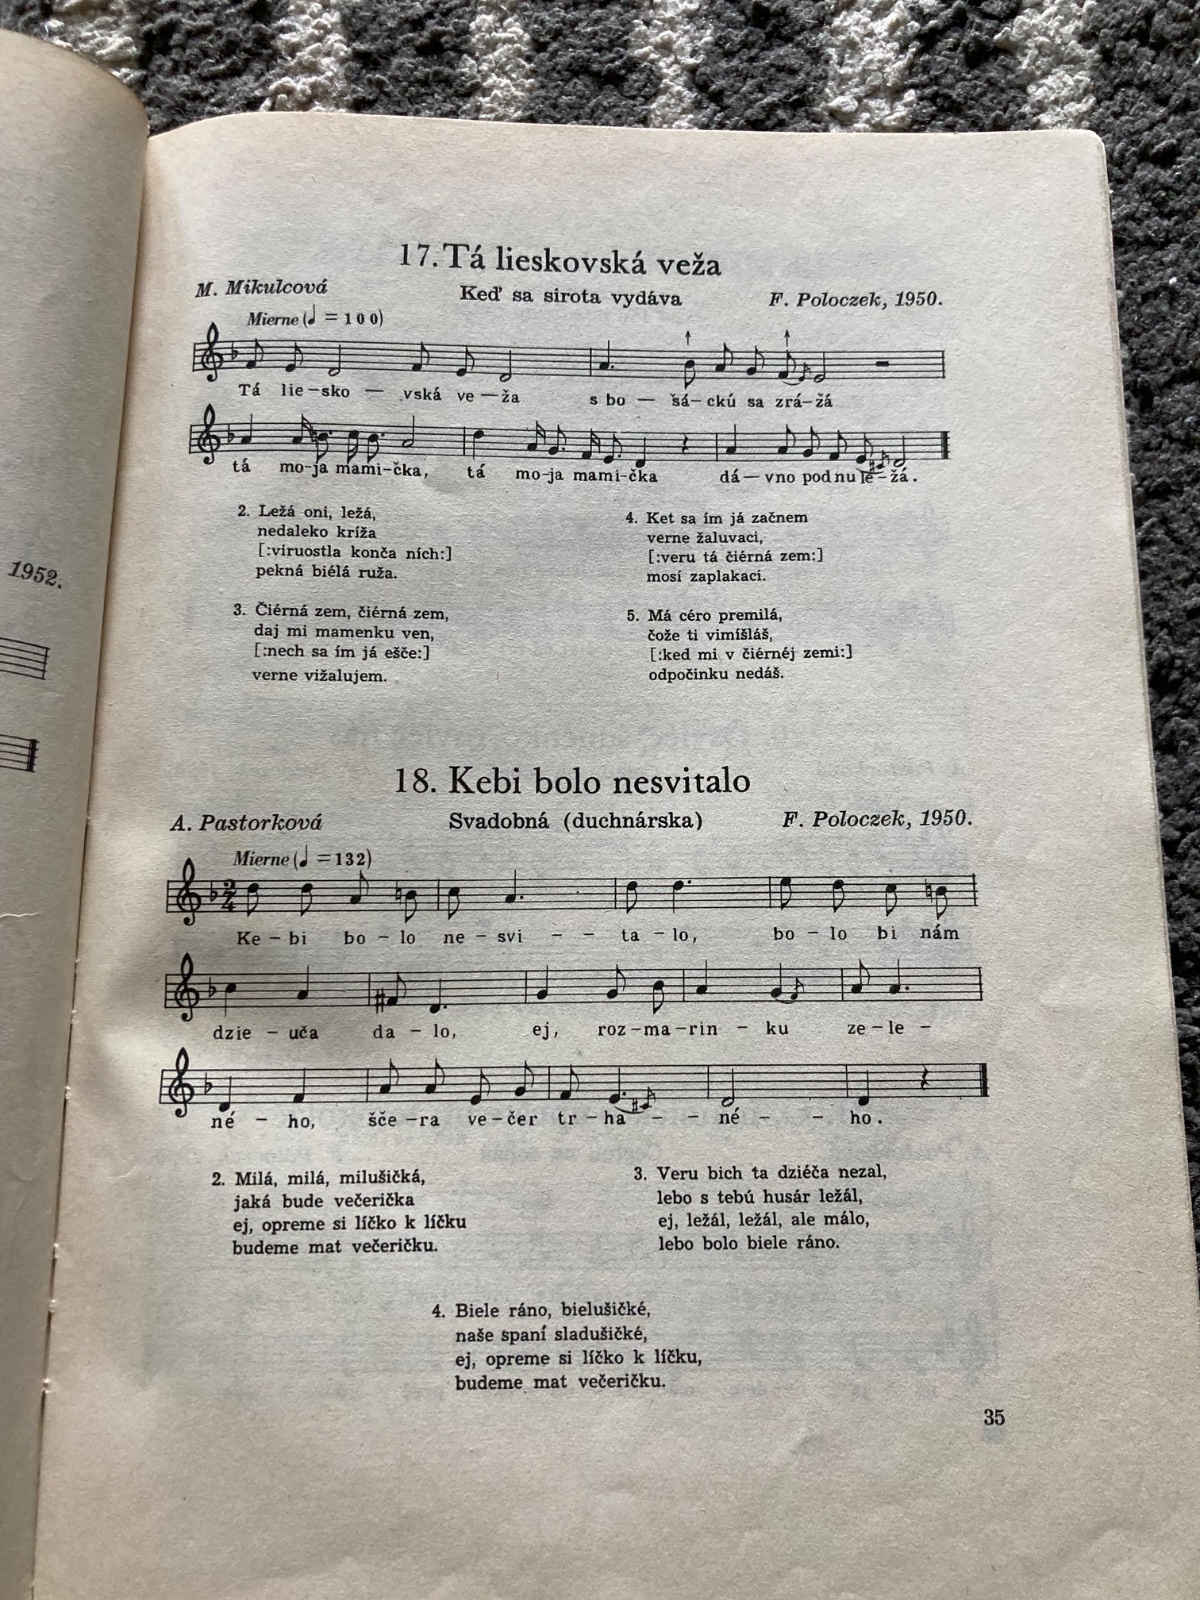 1952.
17. Tá lieskovská veža
M. Mikulcová Keď sa sirota vydáva F. Poloczek, 1950.
Mierne (♩ = 100)
Tá lie-sko — vská ve-ža s bo — šá-ckú sa zrá-žá
tá mo-ja mami-čka, tá mo-ja mami-čka dá-vno pod nu le-žá.
2. Ležá oni, ležá,
nedaleko kríža
[:víruostla konča ních:]
pekná biélá ruža.
3. Čiérná zem, čiérná zem,
daj mi mamenku ven,
[:nech sa ím já ešče:]
verne vižalujem.
4. Ket sa ím já začnem
verne žaluvaci,
[:veru tá čiérná zem:]
mosí zaplakaci.
5. Má céro premilá,
čože ti vimíšláš,
[:ked mi v čiérnéj zemi:]
odpočinku nedáš.
18. Kebi bolo nesvitalo
A. Pastorková Svadobná (duchnárska) F. Poloczek, 1950.
Mierne (♩ = 132)
2/4
Ke-bi bo-lo ne-svi - - ta-lo, bo-lo bi nám
dzie-uča da-lo, ej, roz-ma-rin-ku ze-le-
né-ho, šče-ra ve-čer tr-ha - - né - - ho.
2. Milá, milá, milušičká,
jaká bude večerička
ej, opreme si líčko k líčku
budeme mat večeričku.
3. Veru bich ta dziéča nezal,
lebo s tebú husár ležál,
ej, ležál, ležál, ale málo,
lebo bolo biele ráno.
4. Biele ráno, bielušičké,
naše spaní sladušičké,
ej, opreme si líčko k líčku,
budeme mat večeričku.
35